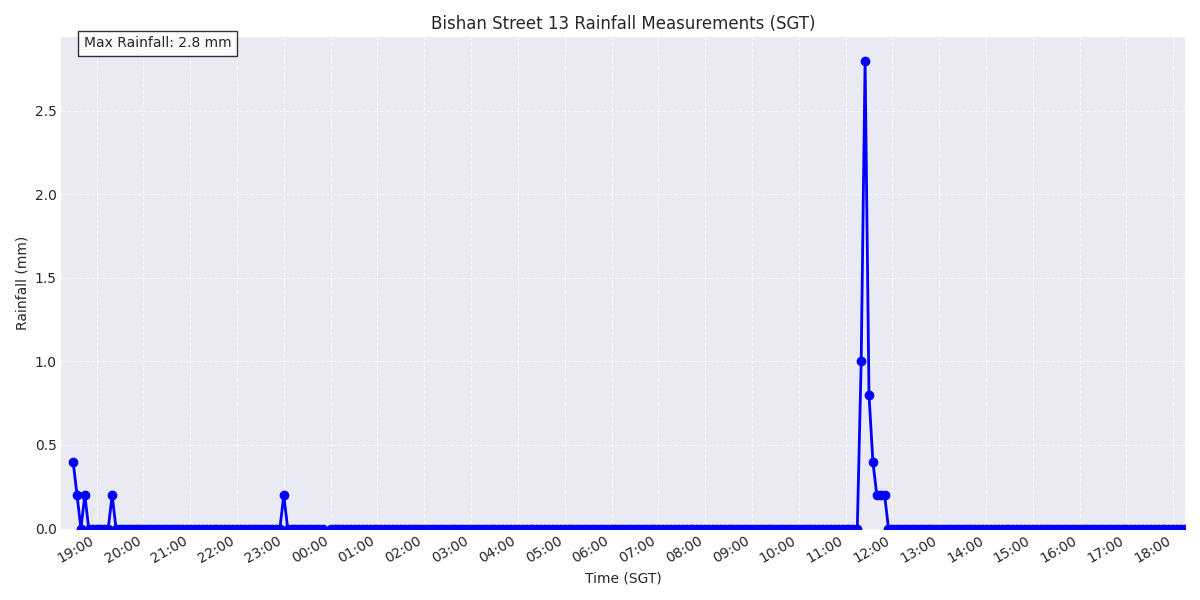 Bishan Street 13 Rainfall Measurements (SGT)
Max Rainfall: 2.8 mm
Rainfall (mm)
2.5
2.0
1.5
1.0
0.5
0.0
19:00 20:00 21:00 22:00 23:00 00:00 01:00 02:00 03:00 04:00 05:00 06:00 07:00 08:00 09:00 10:00 11:00 12:00 13:00 14:00 15:00 16:00 17:00 18:00
Time (SGT)